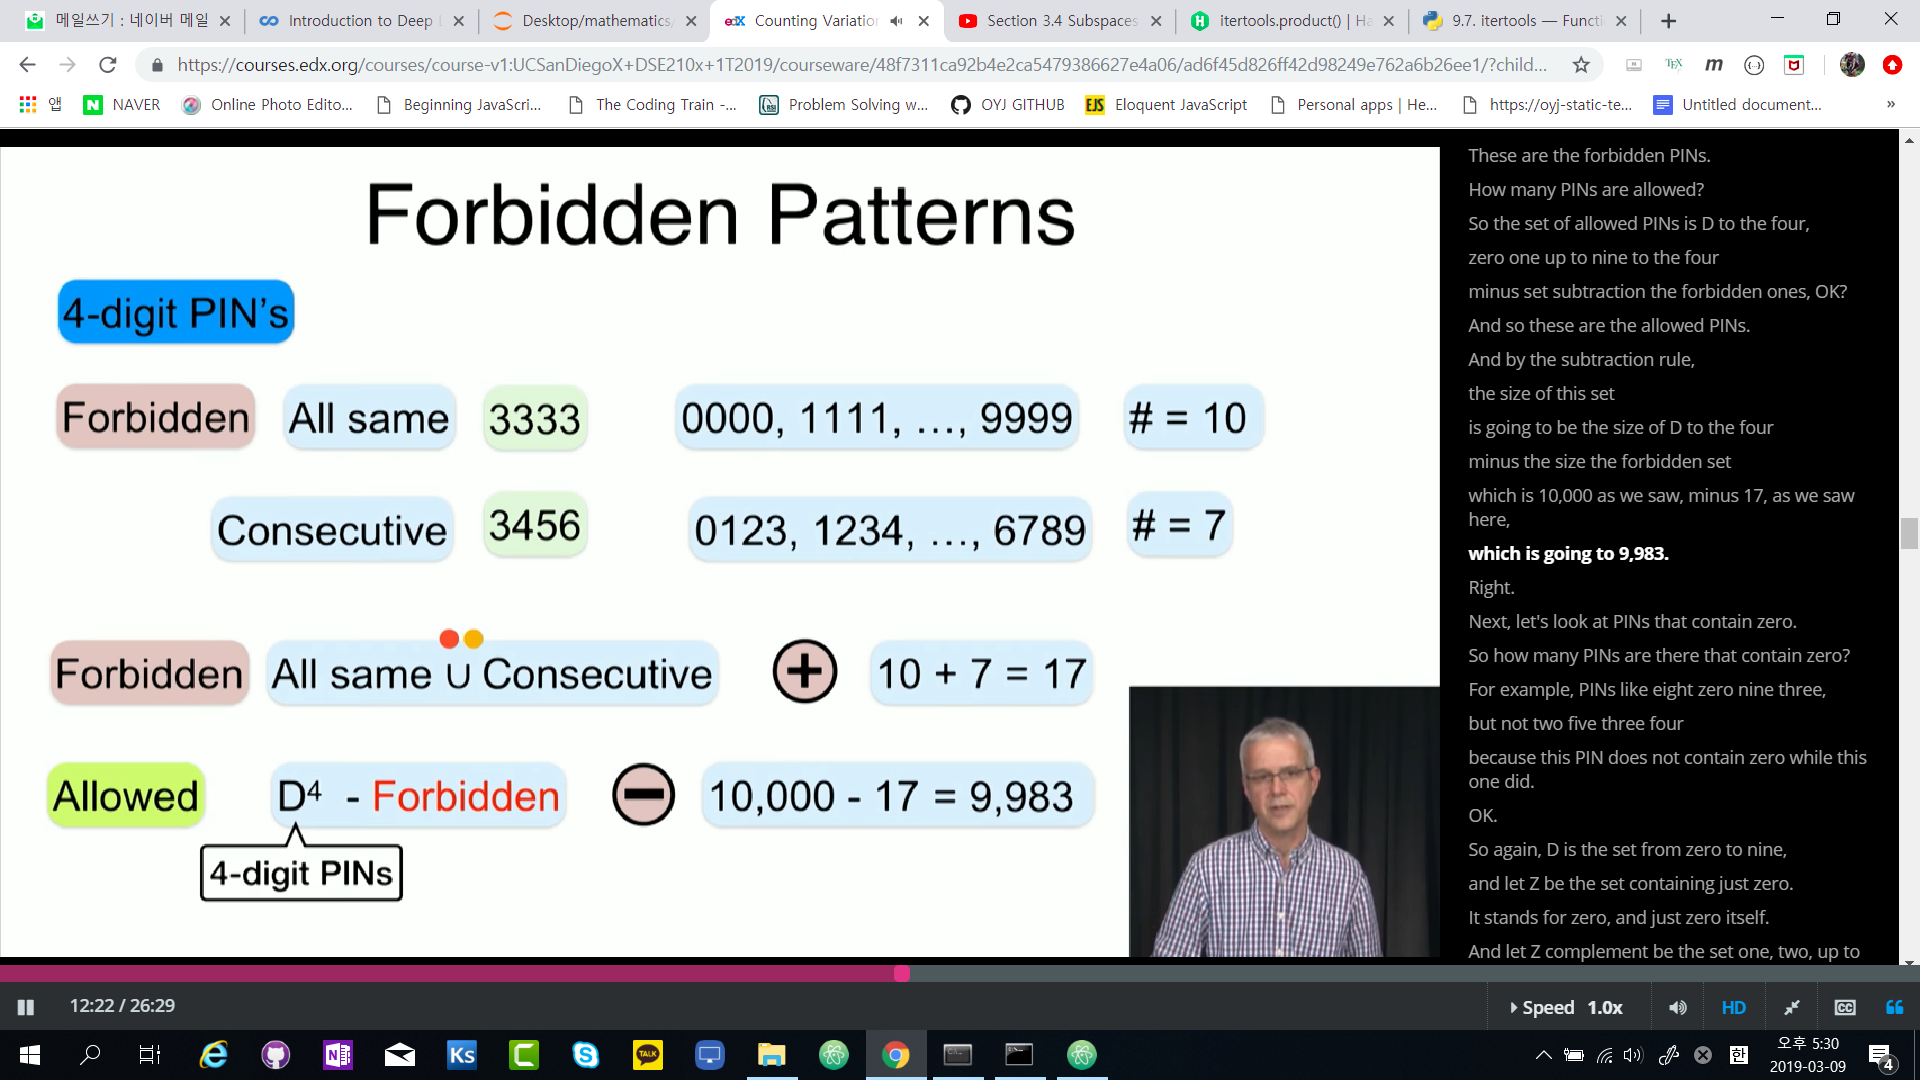 메일쓰기 : 네이버 메일
Introduction to Deep
Desktop/mathematics/
Counting Variation
Section 3.4 Subspaces
itertools.product() | Ha
9.7. itertools — Functi
https://courses.edx.org/courses/course-v1:UCSanDiegoX+DSE210x+1T2019/courseware/48f7311ca92b4e2ca5479386627e4a06/ad6f45d826ff42d98249e762a6b26ee1/?child...
앱
NAVER
Online Photo Edito...
Beginning JavaScri...
The Coding Train -...
Problem Solving w...
OYJ GITHUB
EJS Eloquent JavaScript
Personal apps | He...
https://oyj-static-te...
Untitled document...
»
Forbidden Patterns
4-digit PIN's
Forbidden All same 3333 0000, 1111, ..., 9999 # = 10
Consecutive 3456 0123, 1234, ..., 6789 # = 7
Forbidden All same ∪ Consecutive + 10 + 7 = 17
Allowed D⁴ - Forbidden − 10,000 - 17 = 9,983
4-digit PINs
These are the forbidden PINs.
How many PINs are allowed?
So the set of allowed PINs is D to the four,
zero one up to nine to the four
minus set subtraction the forbidden ones, OK?
And so these are the allowed PINs.
And by the subtraction rule,
the size of this set
is going to be the size of D to the four
minus the size the forbidden set
which is 10,000 as we saw, minus 17, as we saw
here,
which is going to 9,983.
Right.
Next, let's look at PINs that contain zero.
So how many PINs are there that contain zero?
For example, PINs like eight zero nine three,
but not two five three four
because this PIN does not contain zero while this
one did.
OK.
So again, D is the set from zero to nine,
and let Z be the set containing just zero.
It stands for zero, and just zero itself.
And let Z complement be the set one, two, up to
12:22 / 26:29
Speed 1.0x
HD
CC
오후 5:30
2019-03-09
한
4